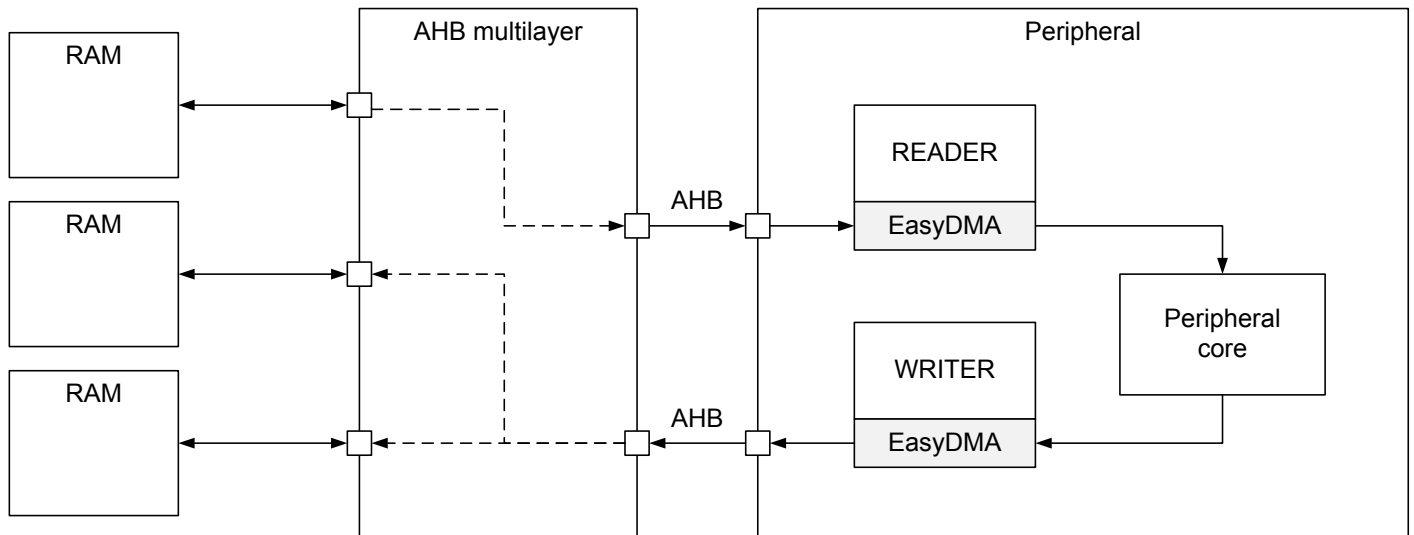 AHB multilayer
Peripheral
RAM
READER
AHB
EasyDMA
RAM
Peripheral
core
WRITER
RAM
AHB
EasyDMA